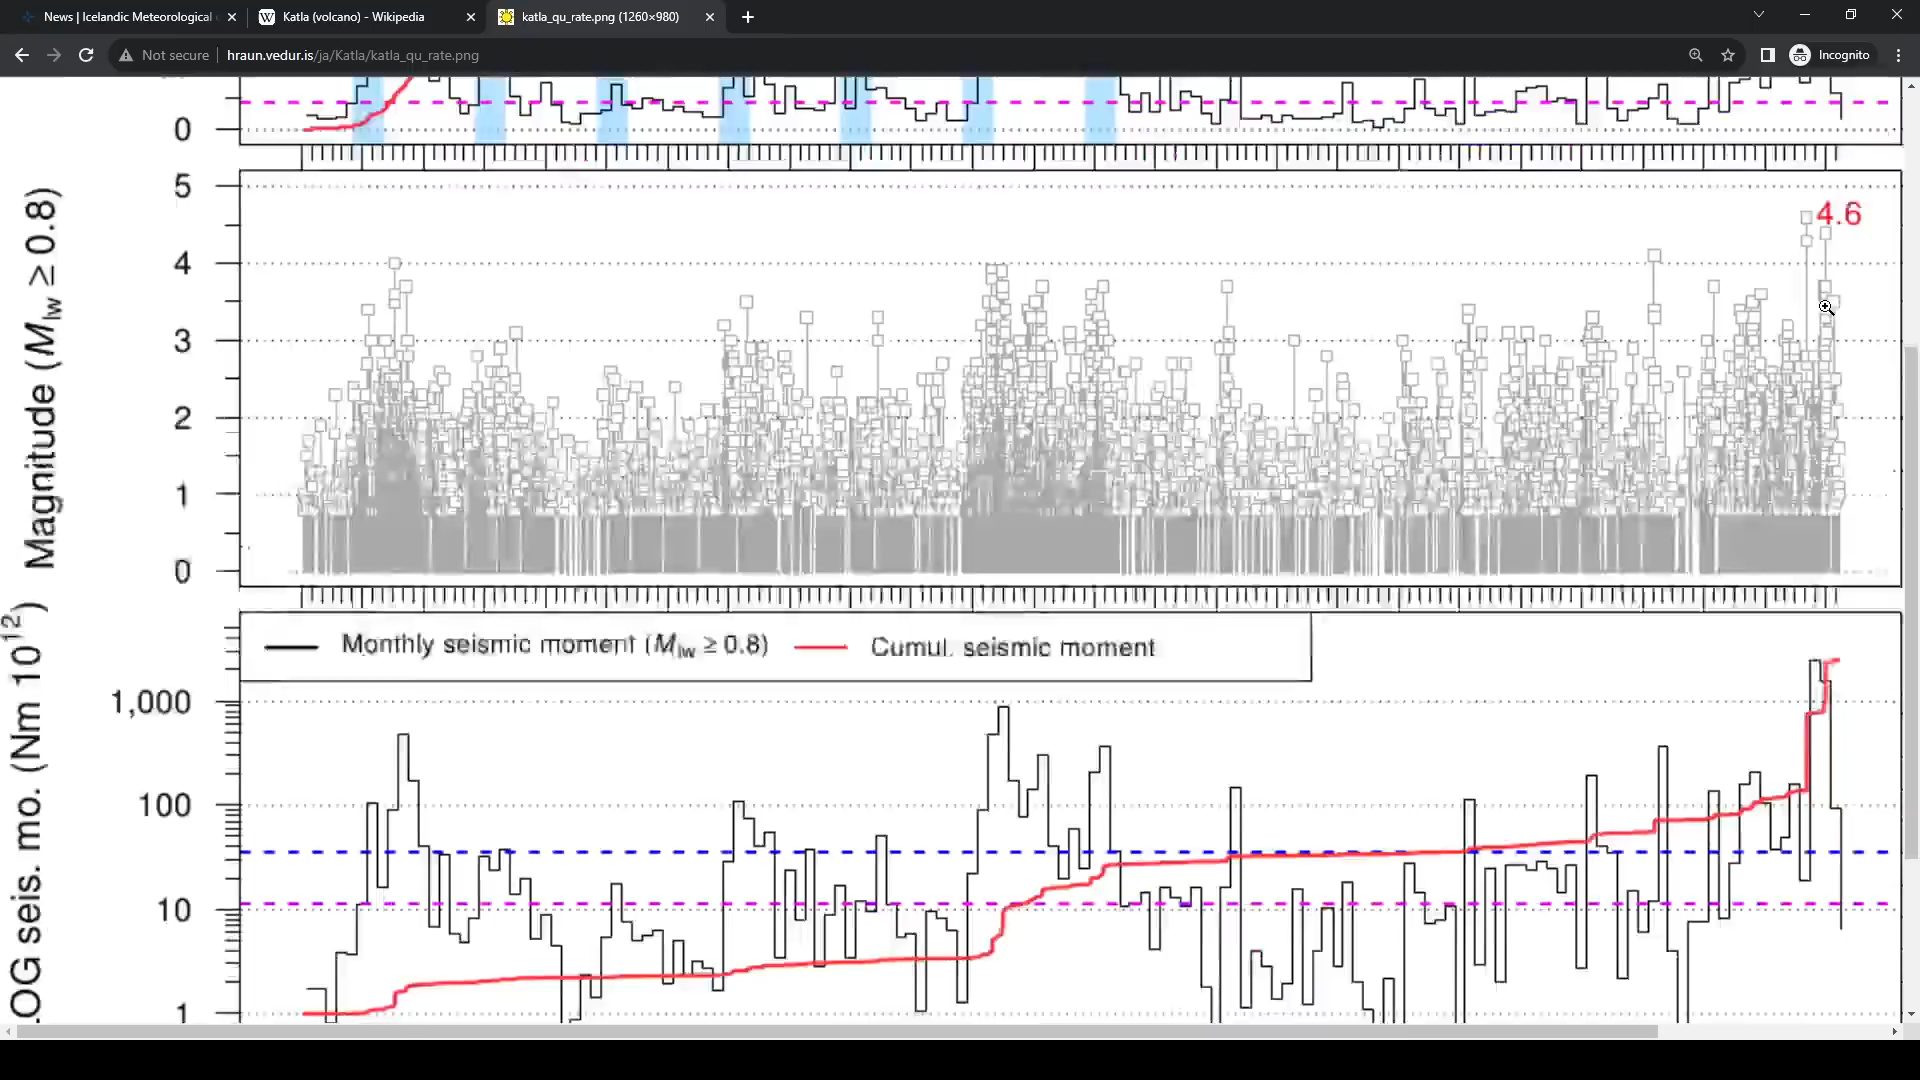 News | Icelandic Meteorological
Katla (volcano) - Wikipedia
katla_qu_rate.png (1260×980)
Not secure
hraun.vedur.is/ja/Katla/katla_qu_rate.png
Incognito
0
5
4
3
2
1
0
Magnitude (Mlw ≥ 0.8)
4.6
Monthly seismic moment (Mlw ≥ 0.8)
Cumul. seismic moment
1,000
100
10
1
LOG seis. mo. (Nm 10¹²)